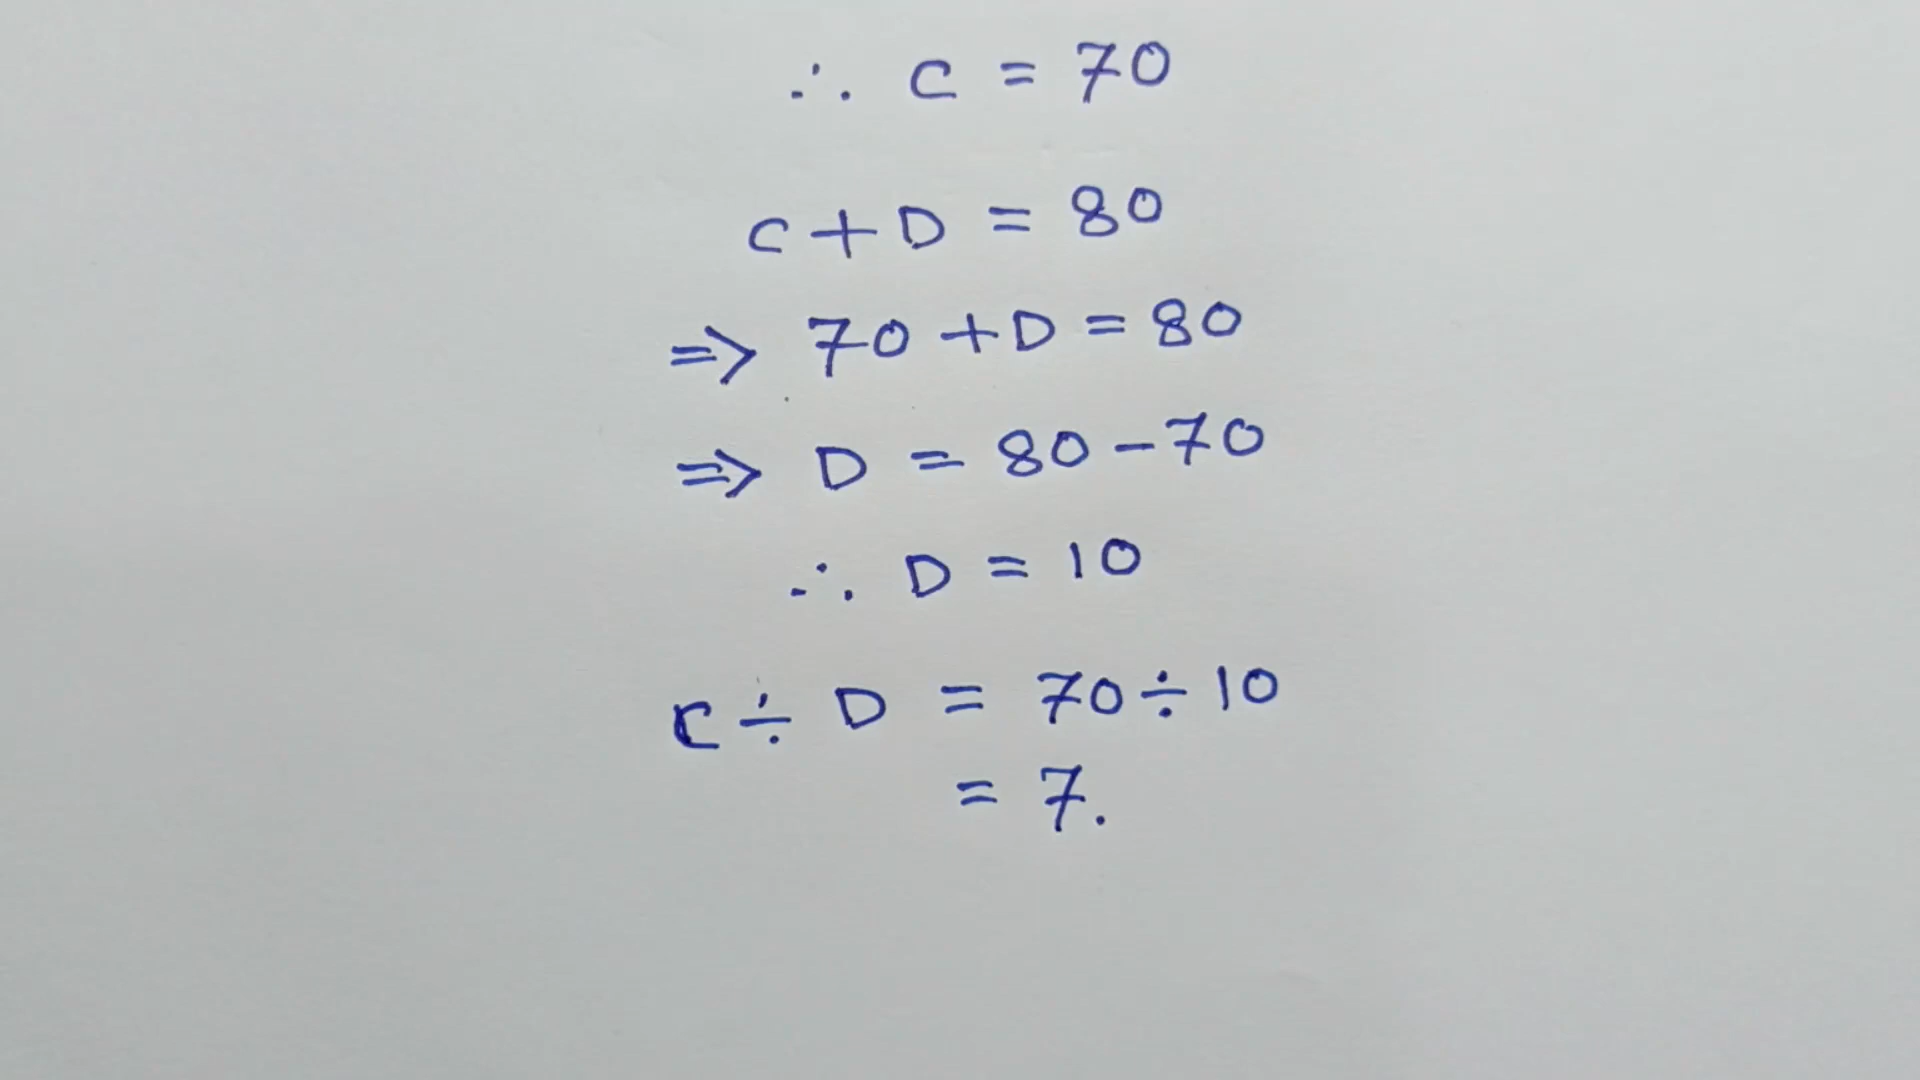 ∴ C = 70
C + D = 80
⇒ 70 + D = 80
⇒ D = 80 - 70
∴ D = 10
C ÷ D = 70 ÷ 10
= 7.